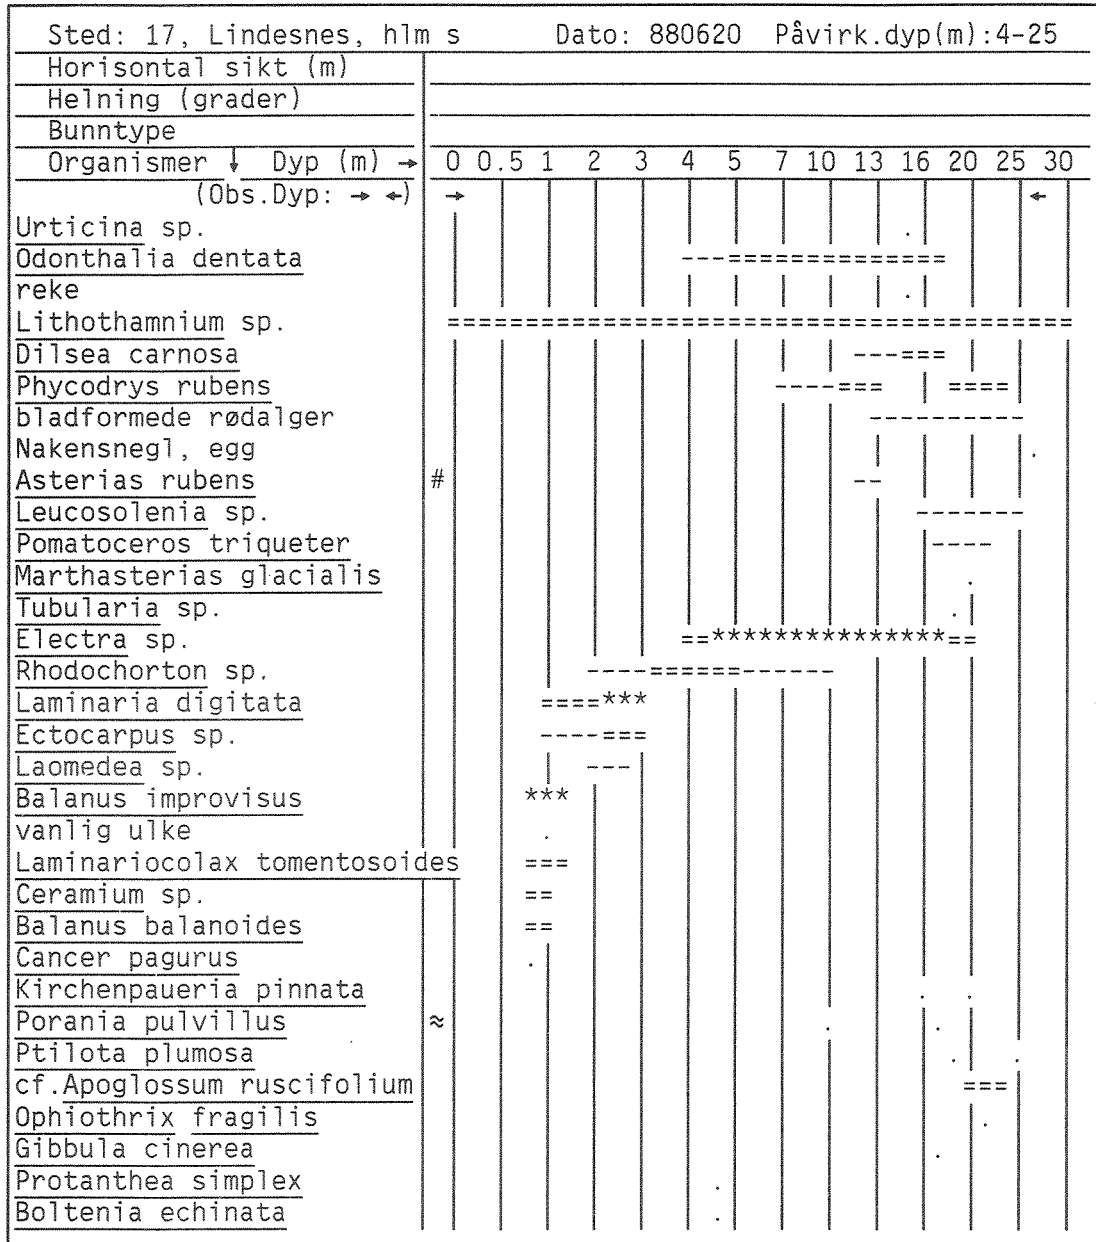 Sted: 17, Lindesnes, hlm s Dato: 880620 Påvirk.dyp(m):4-25
Horisontal sikt (m)
Helning (grader)
Bunntype
Organismer ↓ Dyp (m) → 0 0.5 1 2 3 4 5 7 10 13 16 20 25 30
(Obs.Dyp: → ←) → ←
Urticina sp. .
Odonthalia dentata ---==============
reke .
Lithothamnium sp. ========================================
Dilsea carnosa ---===
Phycodrys rubens ----=== ====
bladformede rødalger ----------
Nakensnegl, egg .
Asterias rubens # --
Leucosolenia sp. -------
Pomatoceros triqueter ----
Marthasterias glacialis .
Tubularia sp. .
Electra sp. ==***************==
Rhodochorton sp. ----======------
Laminaria digitata ====***
Ectocarpus sp. ----===
Laomedea sp. ---
Balanus improvisus ***
vanlig ulke .
Laminariocolax tomentosoides ===
Ceramium sp. ==
Balanus balanoides ==
Cancer pagurus .
Kirchenpaueria pinnata . .
Porania pulvillus ≈ . .
Ptilota plumosa . .
cf.Apoglossum ruscifolium ===
Ophiothrix fragilis .
Gibbula cinerea .
Protanthea simplex .
Boltenia echinata .